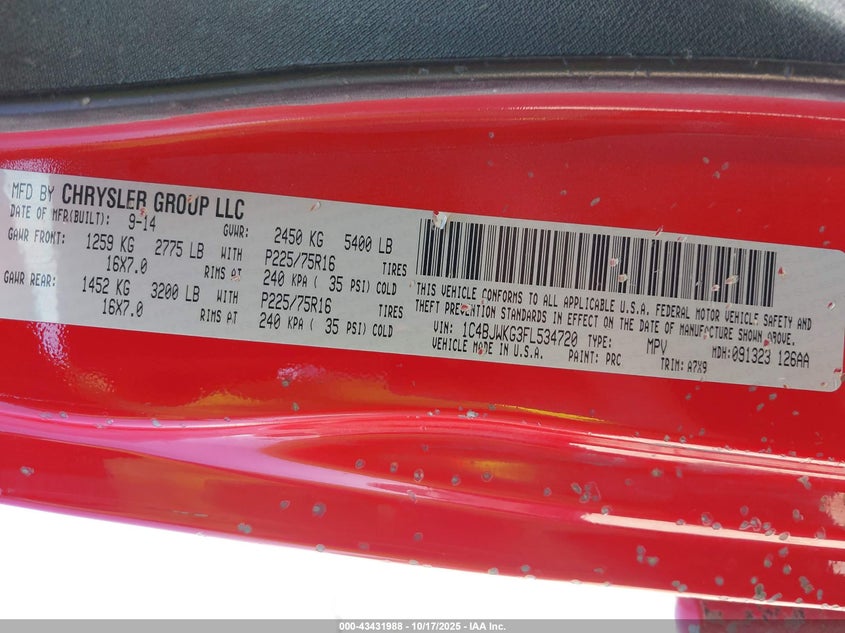 MFD BY CHRYSLER GROUP LLC
DATE OF MFR(BUILT): 9-14 GVWR: 2450 KG 5400 LB
GAWR FRONT: 1259 KG 2775 LB WITH P225/75R16 TIRES
16X7.0 RIMS AT 240 KPA ( 35 PSI) COLD
GAWR REAR: 1452 KG 3200 LB WITH P225/75R16 TIRES
16X7.0 RIMS AT 240 KPA ( 35 PSI) COLD
THIS VEHICLE CONFORMS TO ALL APPLICABLE U.S.A. FEDERAL MOTOR VEHICLE SAFETY AND
THEFT PREVENTION STANDARDS IN EFFECT ON THE DATE OF MANUFACTURE SHOWN ABOVE.
VIN: 1C4BJWKG3FL534720 TYPE: MPV MDH:091323 126AA
VEHICLE MADE IN U.S.A. PAINT: PRC TRIM: A7X9
000-43431988 - 10/17/2025 - IAA Inc.